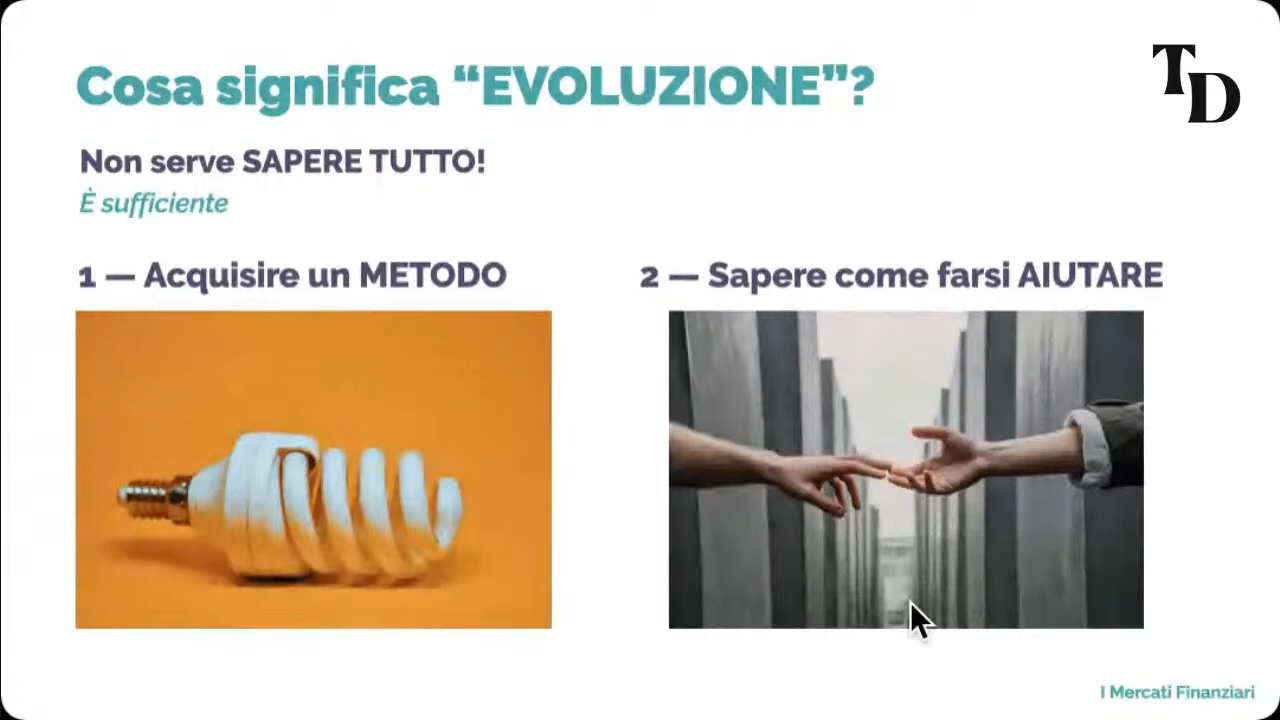 Cosa significa “EVOLUZIONE”?
TD
Non serve SAPERE TUTTO!
È sufficiente
1 — Acquisire un METODO
2 — Sapere come farsi AIUTARE
I Mercati Finanziari